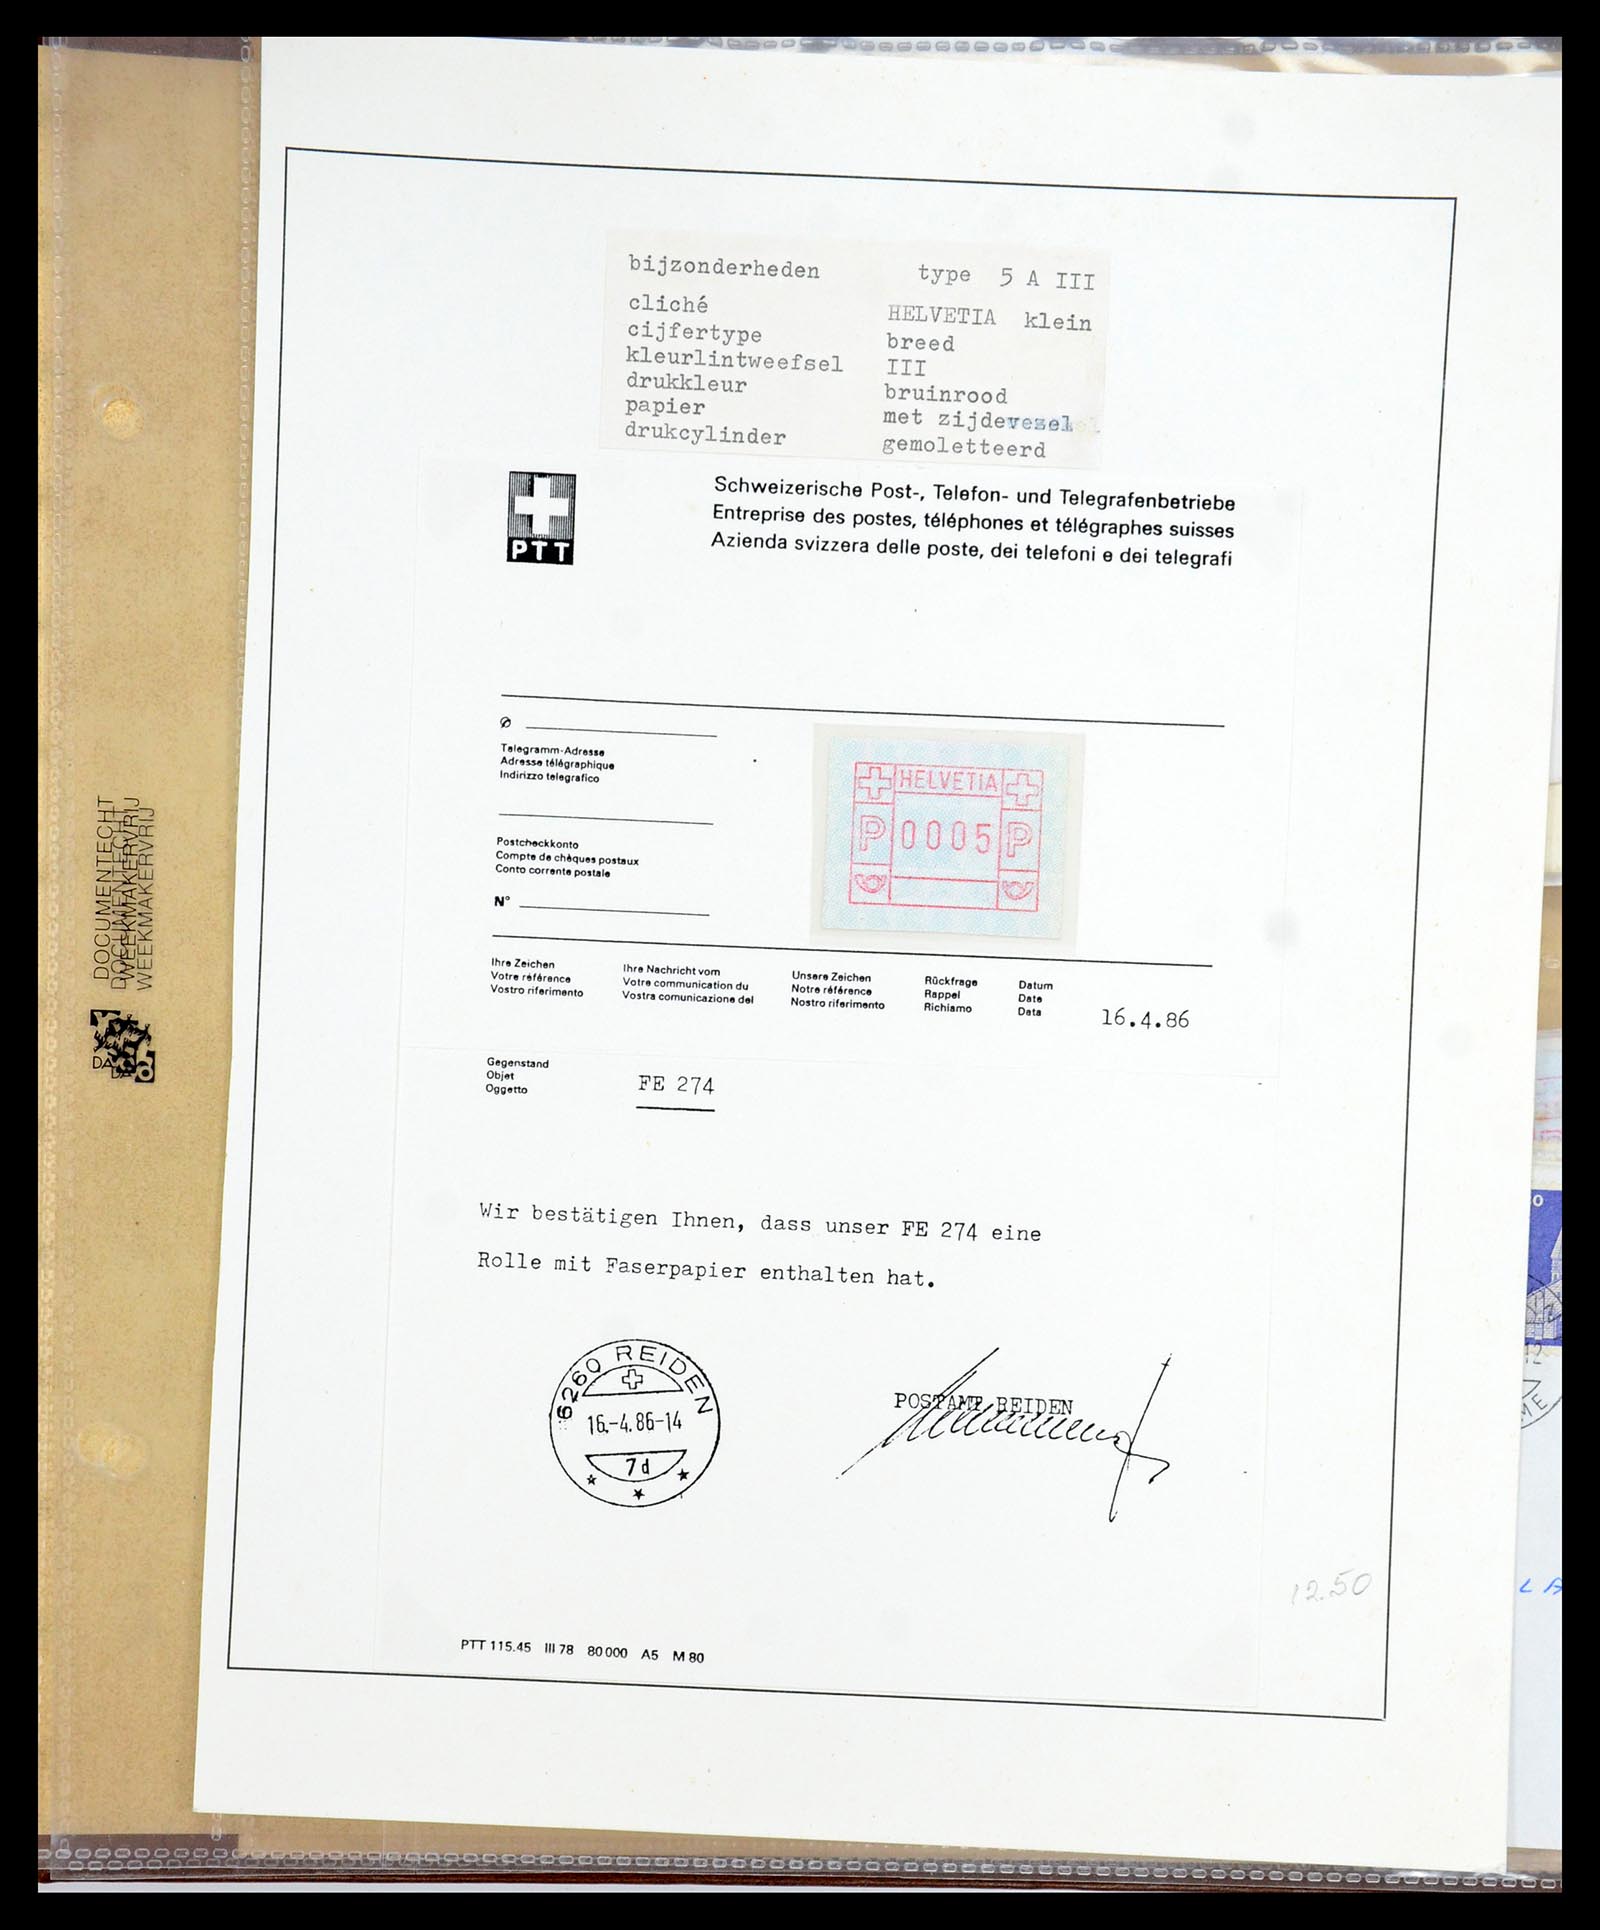 bijzonderheden type 5 A III
cliché HELVETIA klein
cijfertype breed
kleurlintweefsel III
drukkleur bruinrood
papier met zijdevezel
drukcylinder gemoletteerd
PTT
Schweizerische Post-, Telefon- und Telegrafenbetriebe
Entreprise des postes, téléphones et télégraphes suisses
Azienda svizzera delle poste, dei telefoni e dei telegrafi
Telegramm-Adresse
Adresse télégraphique
Indirizzo telegrafico
Postcheckkonto
Compte de chèques postaux
Conto corrente postale
N°
HELVETIA
P 0005 P
Ihre Zeichen
Votre référence
Vostro riferimento
Ihre Nachricht vom
Votre communication du
Vostra comunicazione del
Unsere Zeichen
Notre référence
Nostro riferimento
Rückfrage
Rappel
Richiamo
Datum
Date
Data
16.4.86
Gegenstand
Objet
Oggetto
FE 274
Wir bestätigen Ihnen, dass unser FE 274 eine
Rolle mit Faserpapier enthalten hat.
6260 REIDEN
16.-4.86-14
7d
POSTAMT REIDEN
12.50
PTT 115.45 III 78 80 000 A5 M 80
DOCUMENTECHT
WEEKMAKERVRIJ
DOCUMENTECHT
WEEKMAKERVRIJ